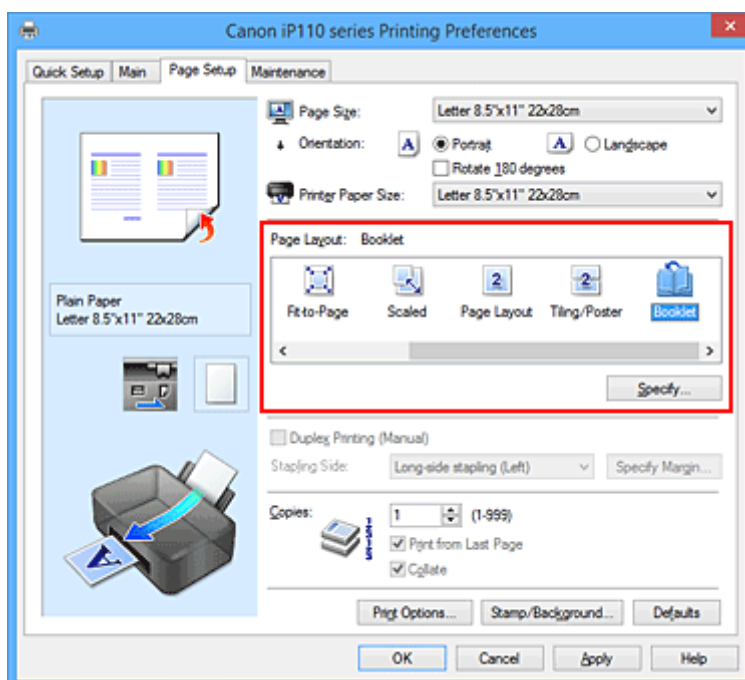 Canon iP110 series Printing Preferences
Quick Setup Main Page Setup Maintenance
Page Size: Letter 8.5"x11" 22x28cm
Orientation: A Portrait A Landscape
Rotate 180 degrees
Printer Paper Size: Letter 8.5"x11" 22x28cm
Page Layout: Booklet
2 2
Fit-to-Page Scaled Page Layout Tiling/Poster Booklet
Specify...
Plain Paper
Letter 8.5"x11" 22x28cm
Duplex Printing (Manual)
Stapling Side: Long-side stapling (Left) Specify Margin...
Copies: 1 (1-999)
Print from Last Page
Collate
A
Print Options... Stamp/Background... Defaults
OK Cancel Apply Help